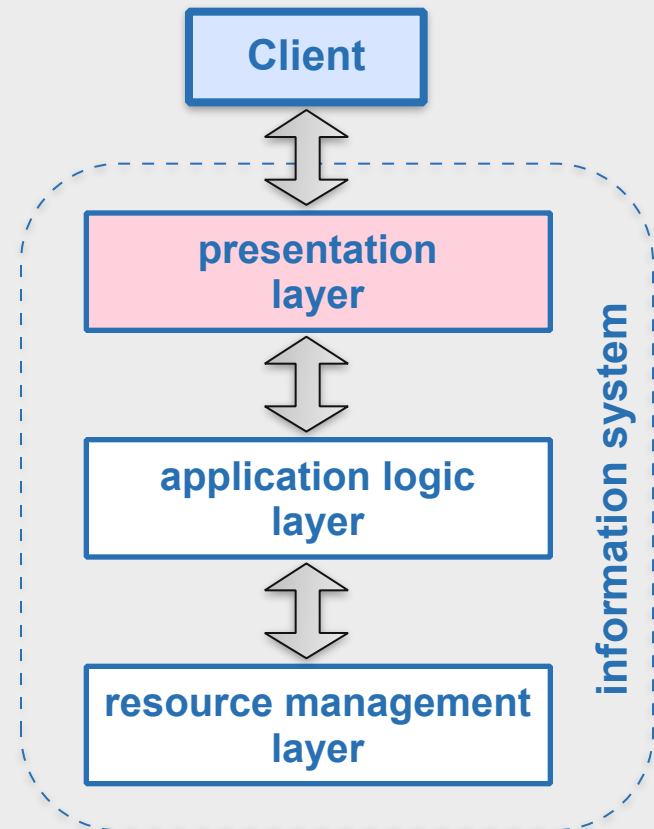 Client
presentation
layer
application logic
layer
resource management
layer
information system